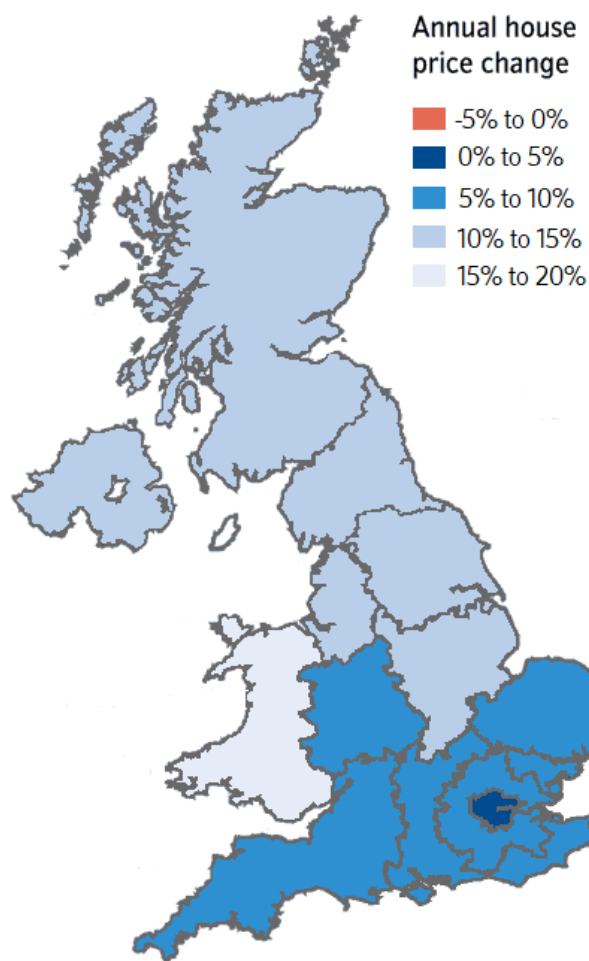 Annual house
price change
-5% to 0%
0% to 5%
5% to 10%
10% to 15%
15% to 20%